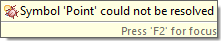 Symbol 'Point' could not be resolved
Press 'F2' for focus